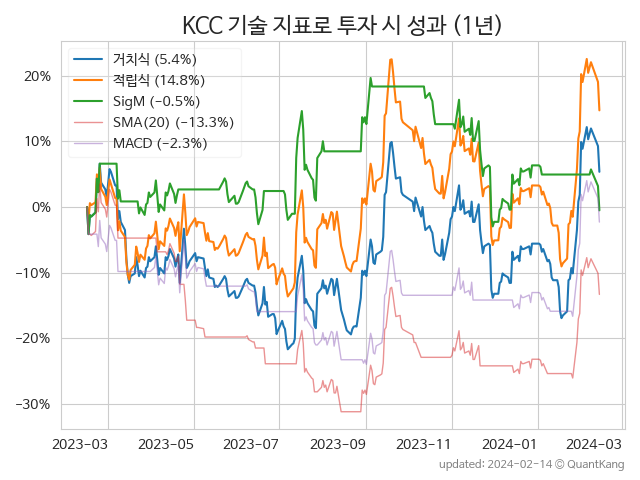 KCC 기술 지표로 투자 시 성과 (1년)
거치식 (5.4%)
적립식 (14.8%)
SigM (−0.5%)
SMA(20) (−13.3%)
MACD (−2.3%)
20%
10%
0%
−10%
−20%
−30%
2023-03 2023-05 2023-07 2023-09 2023-11 2024-01 2024-03
updated: 2024-02-14 © QuantKang